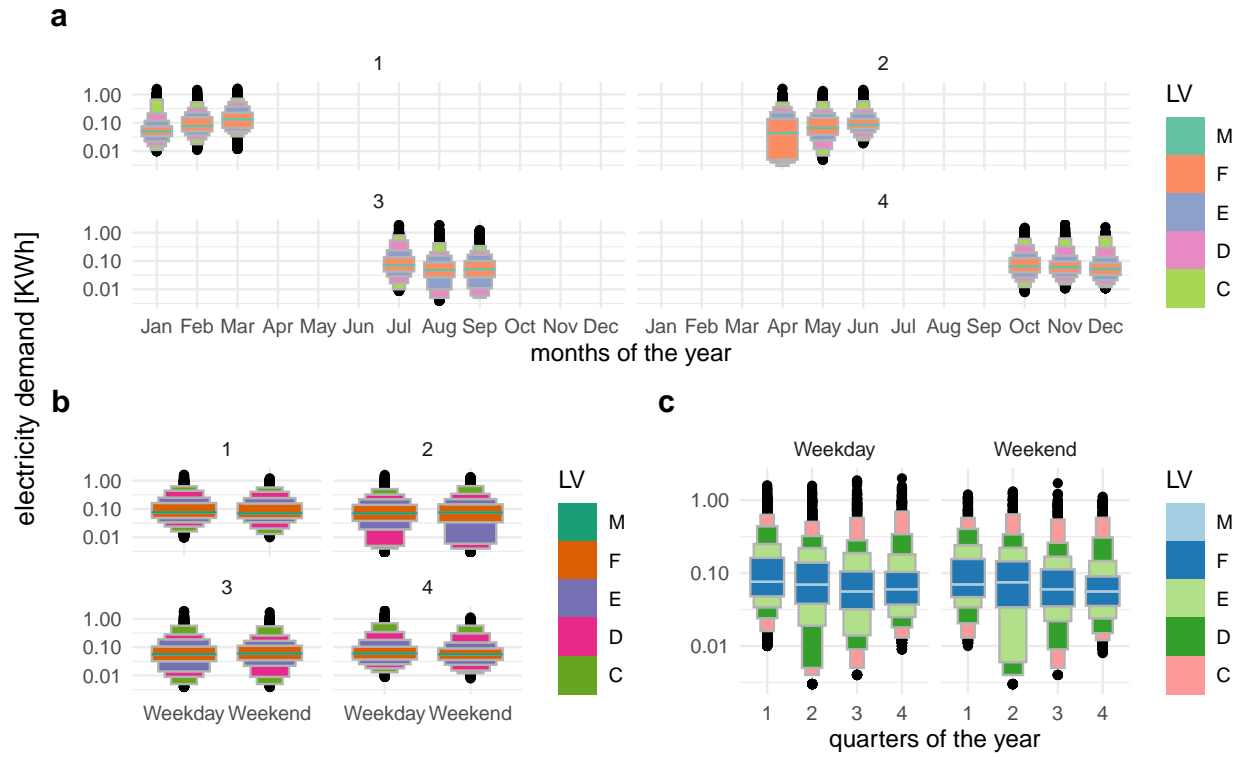 a
1
2
1.00
0.10
0.01
3
4
1.00
0.10
0.01
Jan Feb Mar Apr May Jun Jul Aug Sep Oct Nov Dec
Jan Feb Mar Apr May Jun Jul Aug Sep Oct Nov Dec
months of the year
LV
M
F
E
D
C
electricity demand [KWh]
b
1
2
1.00
0.10
0.01
3
4
1.00
0.10
0.01
Weekday Weekend
Weekday Weekend
LV
M
F
E
D
C
c
Weekday
Weekend
1.00
0.10
0.01
1 2 3 4
1 2 3 4
quarters of the year
LV
M
F
E
D
C